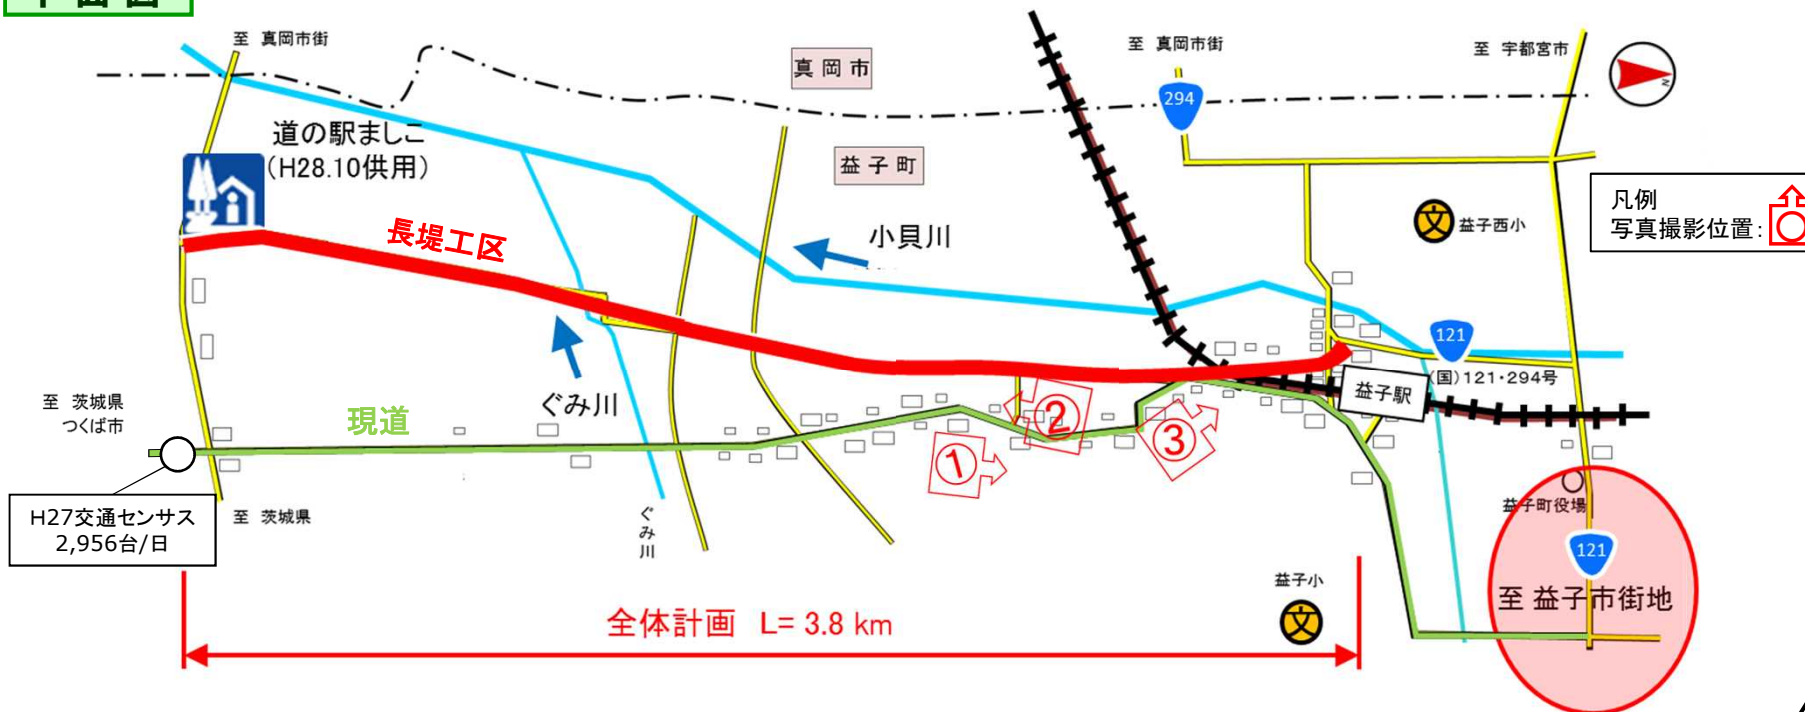 平面図
至 真岡市街
真岡市
至 真岡市街
至 宇都宮市
N
294
道の駅ましこ
(H28.10供用)
益子町
凡例
写真撮影位置:
文
益子西小
長堤工区
小貝川
121
(国)121・294号
益子駅
ぐみ川
至 茨城県
つくば市
現道
①
②
③
H27交通センサス
2,956台/日
至 茨城県
ぐみ川
益子町役場
121
至 益子市街地
益子小
文
全体計画 L= 3.8 km